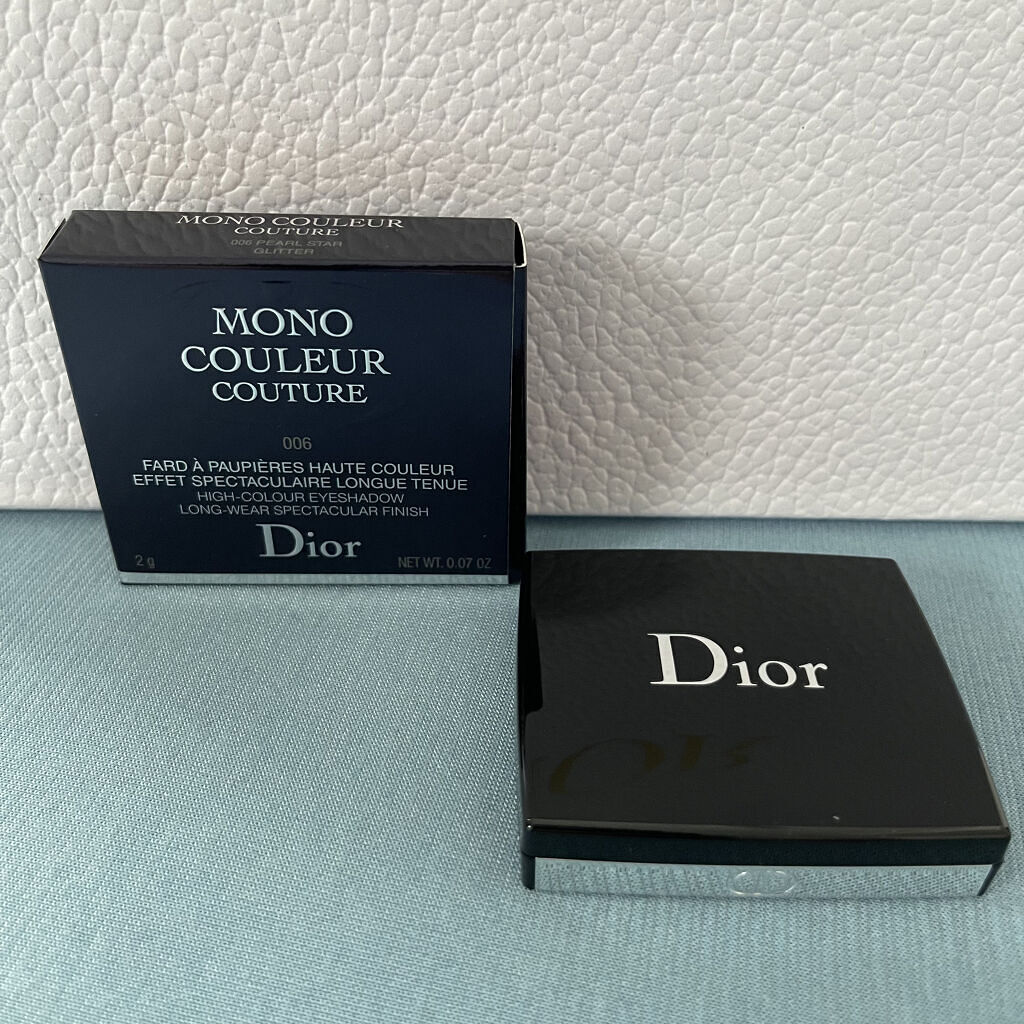 MONO COULEUR
COUTURE
006 PEARL STAR
GLITTER
MONO
COULEUR
COUTURE
006
FARD À PAUPIÈRES HAUTE COULEUR
EFFET SPECTACULAIRE LONGUE TENUE
HIGH-COLOUR EYESHADOW
LONG-WEAR SPECTACULAR FINISH
Dior
2 g NET WT. 0.07 OZ
Dior